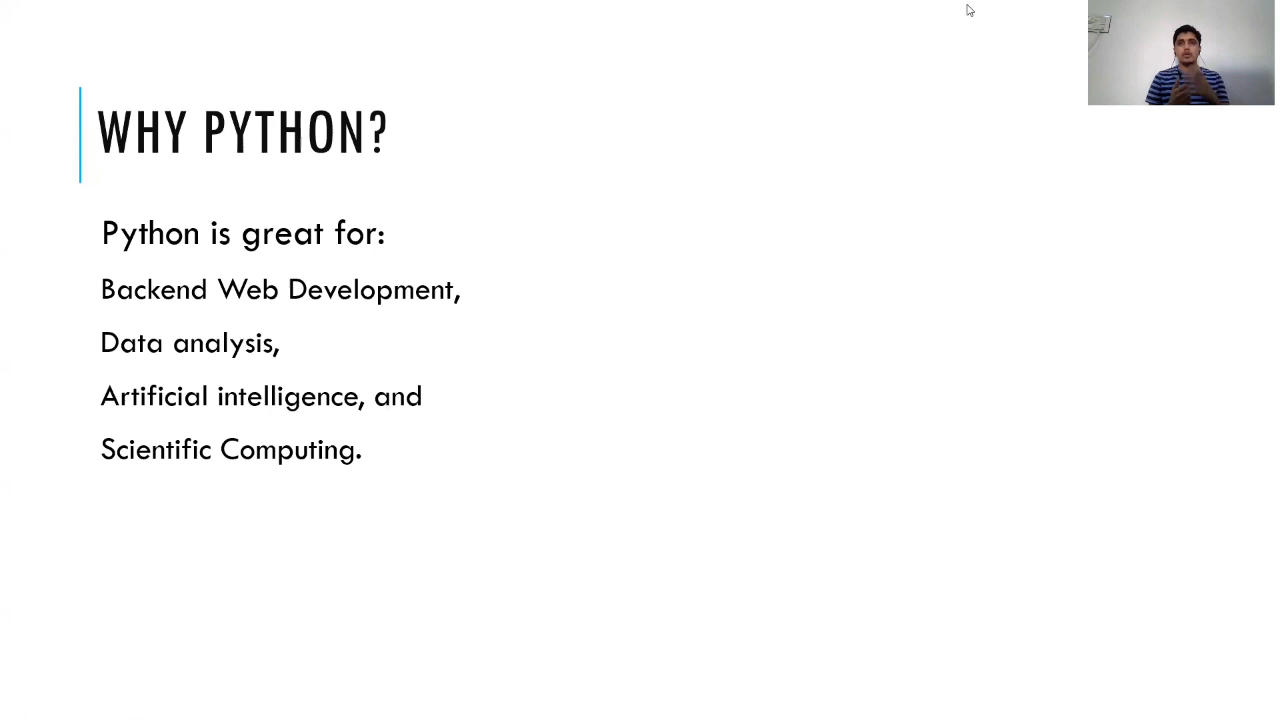 WHY PYTHON?
Python is great for:
Backend Web Development,
Data analysis,
Artificial intelligence, and
Scientific Computing.